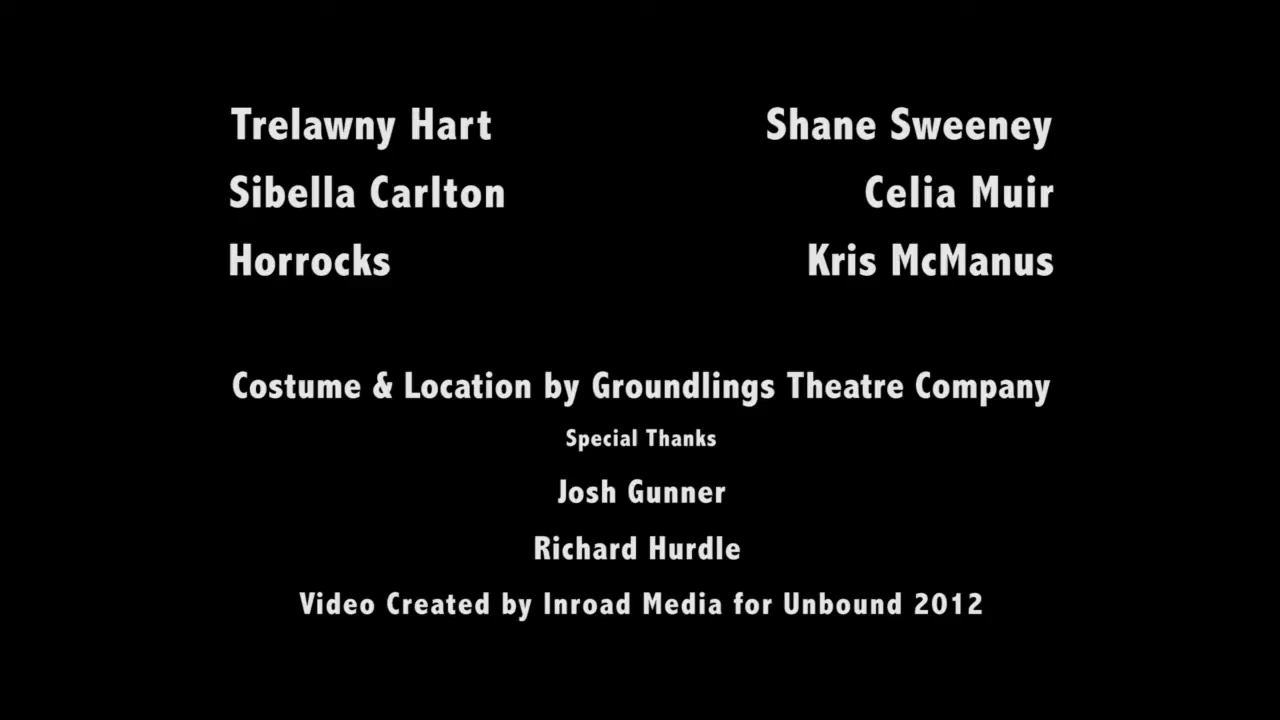 Trelawny Hart Shane Sweeney
Sibella Carlton Celia Muir
Horrocks Kris McManus
Costume & Location by Groundlings Theatre Company
Special Thanks
Josh Gunner
Richard Hurdle
Video Created by Inroad Media for Unbound 2012